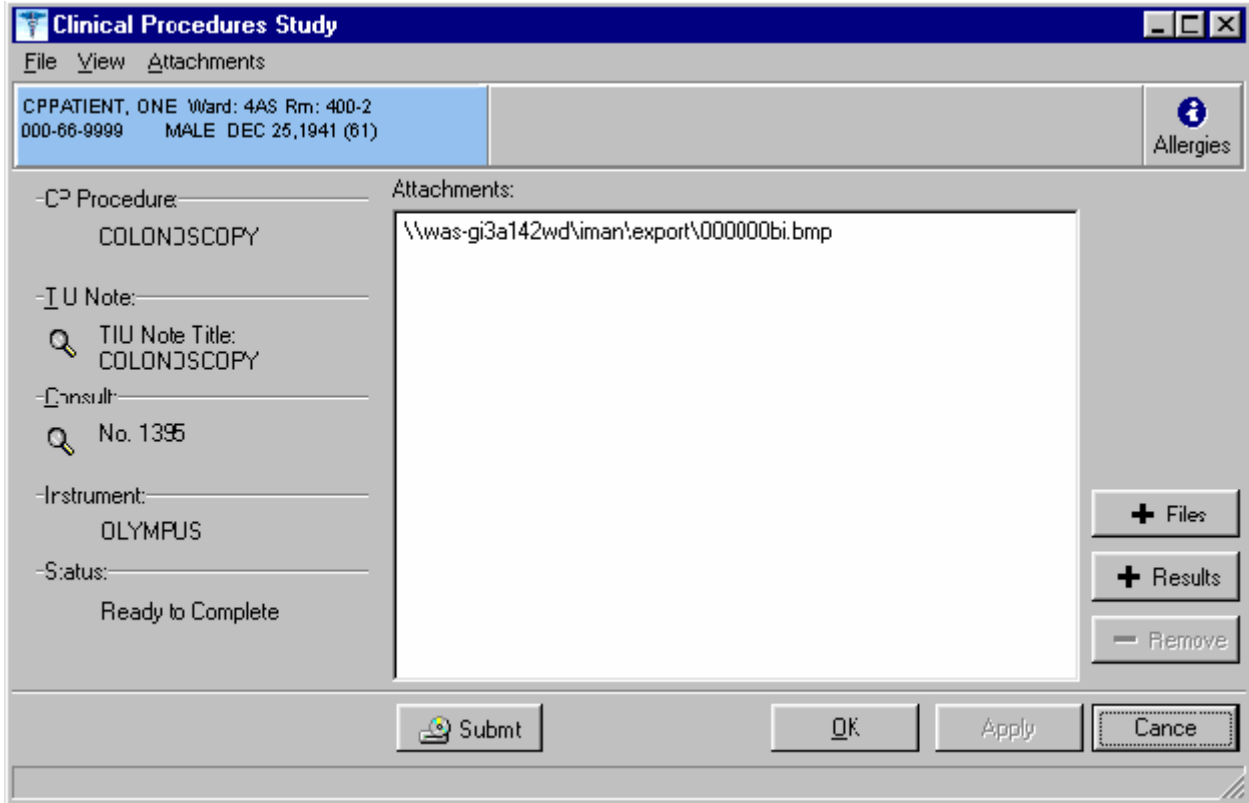 Clinical Procedures Study
File View Attachments
CPPATIENT, ONE Ward: 4AS Rm: 400-2
000-66-9999 MALE DEC 25,1941 (61)
Allergies
CP Procedure:
COLONOSCOPY
Attachments:
\\was-gi3a142wd\iman\export\000000bi.bmp
TIU Note:
TIU Note Title:
COLONOSCOPY
Consult:
No. 1395
Instrument:
OLYMPUS
Status:
Ready to Complete
+ Files
+ Results
Remove
Submt
OK
Apply
Cance